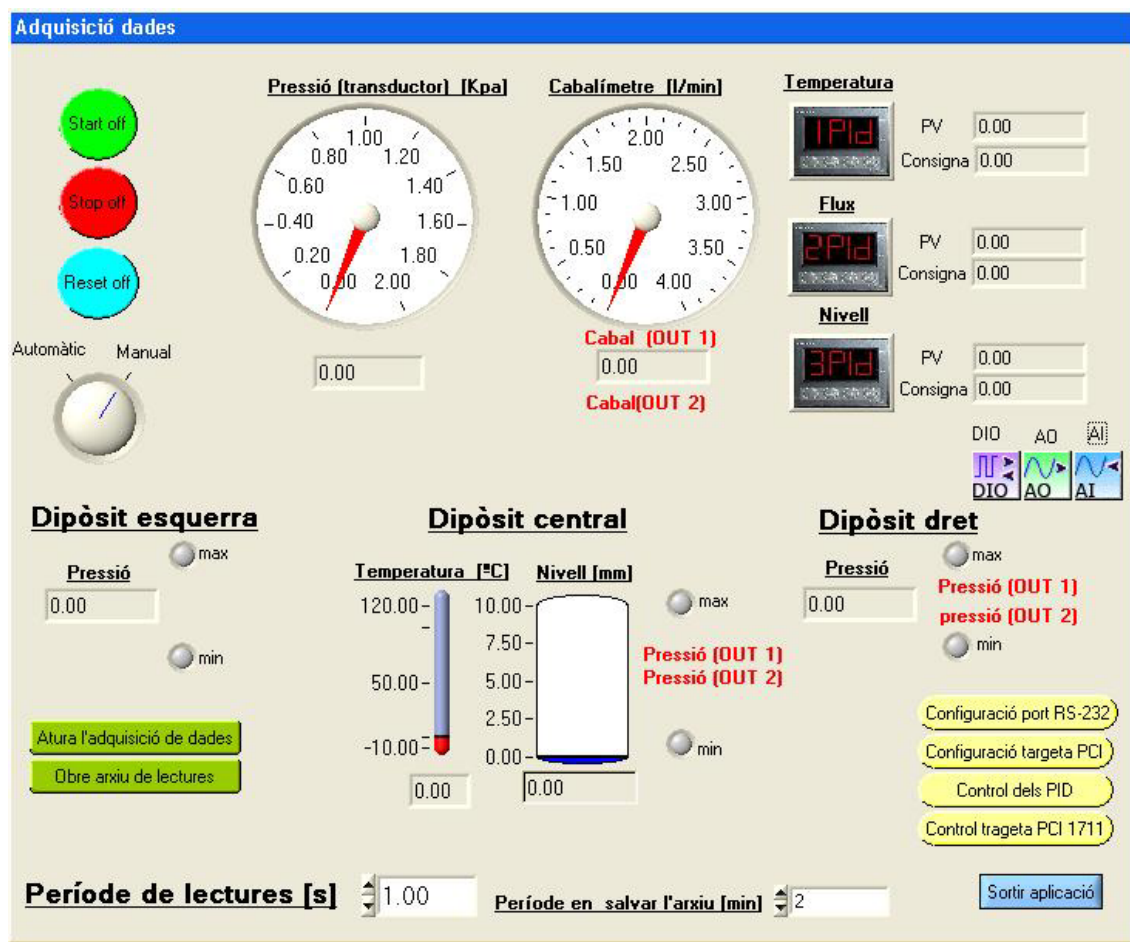 Adquisició dades
Start off
Stop off
Reset off
Automàtic
Manual
Pressió (transductor) [Kpa]
1.00
0.80
1.20
0.60
1.40
0.40
1.60
0.20
1.80
0.00
2.00
0.00
Cabalímetre [l/min]
2.00
1.50
2.50
1.00
3.00
0.50
3.50
0.00
4.00
Cabal (OUT 1)
0.00
Cabal(OUT 2)
Temperatura
1PId
PV
0.00
Consigna
0.00
Flux
2PId
PV
0.00
Consigna
0.00
Nivell
3PId
PV
0.00
Consigna
0.00
DIO
AO
AI
DIO
AO
AI
Dipòsit esquerra
max
Pressió
0.00
min
Atura l'adquisició de dades
Obre arxiu de lectures
Dipòsit central
Temperatura [ºC]
120.00
50.00
-10.00
0.00
Nivell [mm]
10.00
7.50
5.00
2.50
0.00
0.00
max
Pressió (OUT 1)
Pressió (OUT 2)
min
Dipòsit dret
max
Pressió
0.00
Pressió (OUT 1)
pressió (OUT 2)
min
Configuració port RS-232
Configuració targeta PCI
Control dels PID
Control trageta PCI 1711
Període de lectures [s]
1.00
Període en salvar l'arxiu [min]
2
Sortir aplicació